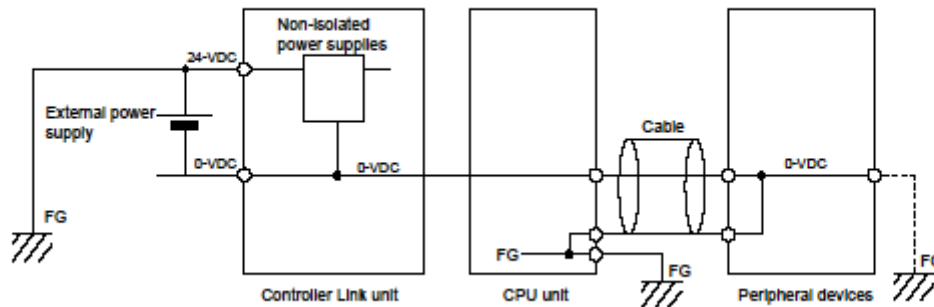 Non-isolated
power supplies
24-VDC
External power
supply
Cable
0-VDC
0-VDC
0-VDC
FG
FG
FG
FG
Controller Link unit
CPU unit
Peripheral devices